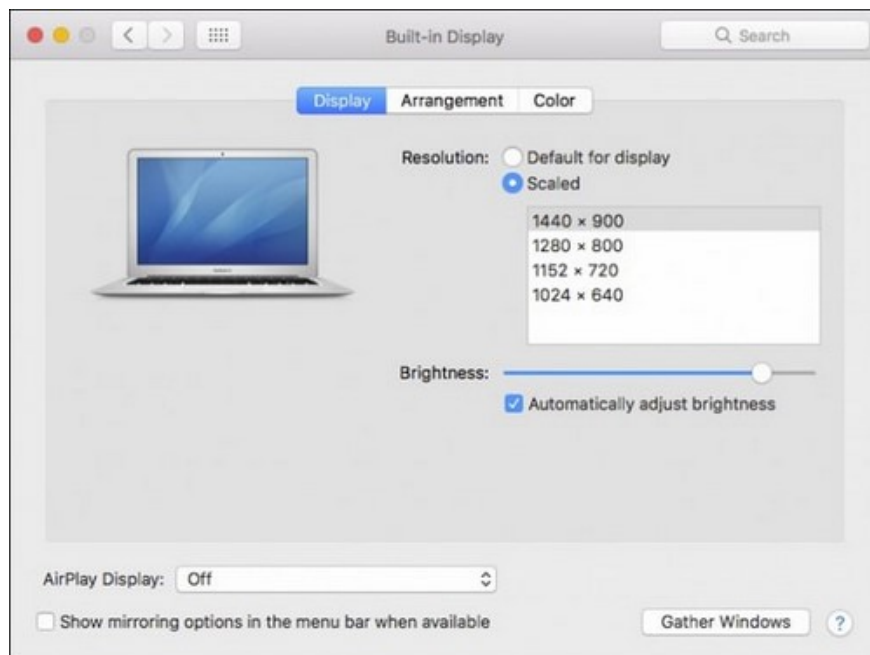 Built-in Display
Search
Display Arrangement Color
Resolution: Default for display
Scaled
1440 × 900
1280 × 800
1152 × 720
1024 × 640
Brightness:
Automatically adjust brightness
AirPlay Display: Off
Show mirroring options in the menu bar when available
Gather Windows ?